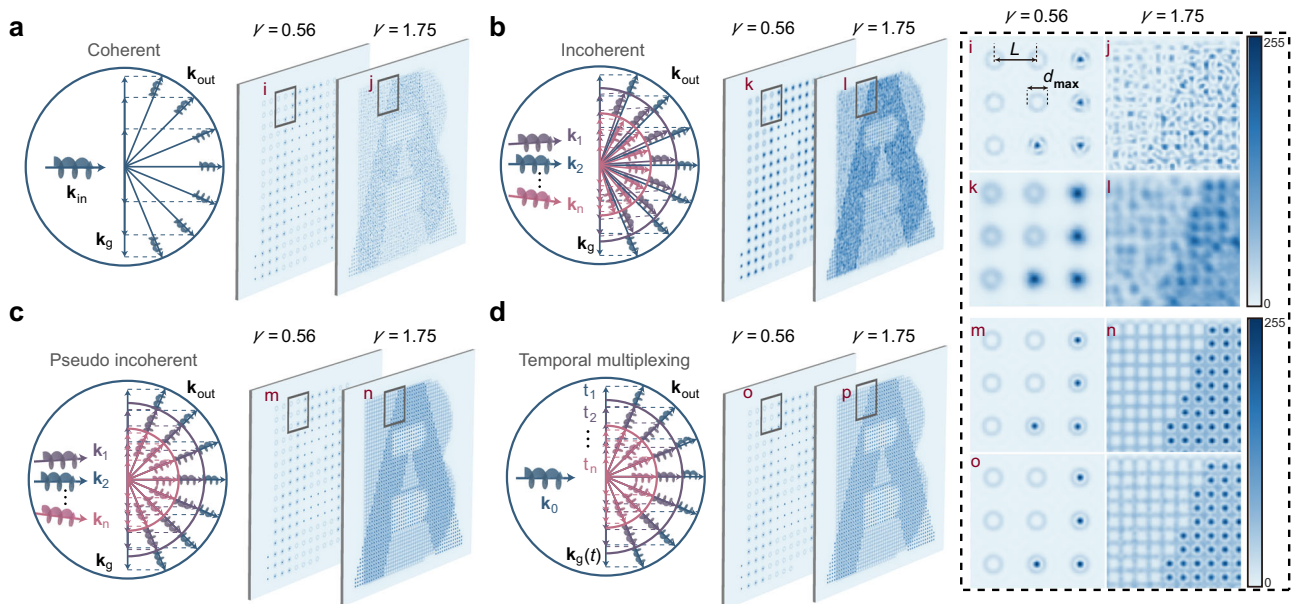 a
Coherent
γ = 0.56
γ = 1.75
k_out
k_in
k_g
i
j
b
Incoherent
γ = 0.56
γ = 1.75
k_out
k_1
k_2
k_n
k_g
k
l
c
Pseudo incoherent
γ = 0.56
γ = 1.75
k_out
k_1
k_2
k_n
k_g
m
n
d
Temporal multiplexing
γ = 0.56
γ = 1.75
k_out
t_1
t_2
t_n
k_0
k_g(t)
o
p
γ = 0.56
γ = 1.75
i
L
d_max
j
255
k
l
0
m
n
255
o
p
0